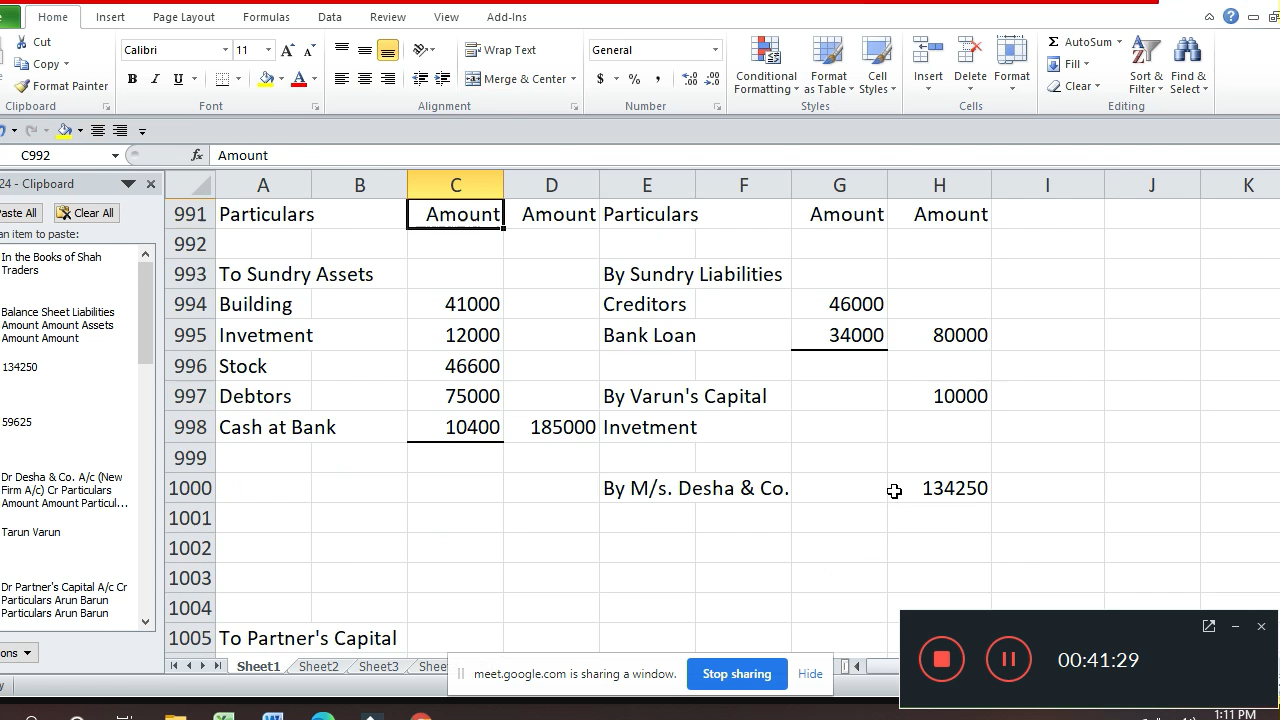 Home Insert Page Layout Formulas Data Review View Add-Ins
Cut
Copy
Format Painter
Clipboard
Calibri 11
B I U
Font
Wrap Text
Merge & Center
Alignment
General
$ % ,
Number
Conditional Formatting
Format as Table
Cell Styles
Styles
Insert Delete Format
Cells
AutoSum
Fill
Clear
Sort & Filter
Find & Select
Editing
C992 fx Amount
24 - Clipboard
aste All Clear All
an item to paste:
In the Books of Shah
Traders
Balance Sheet Liabilities
Amount Amount Assets
Amount Amount
134250
59625
Dr Desha & Co. A/c (New
Firm A/c) Cr Particulars
Amount Amount Particul...
Tarun Varun
Dr Partner's Capital A/c Cr
Particulars Arun Barun
Particulars Arun Barun
ons
A B C D E F G H I J K
991 Particulars Amount Amount Particulars Amount Amount
992
993 To Sundry Assets By Sundry Liabilities
994 Building 41000 Creditors 46000
995 Invetment 12000 Bank Loan 34000 80000
996 Stock 46600
997 Debtors 75000 By Varun's Capital 10000
998 Cash at Bank 10400 185000 Invetment
999
1000 By M/s. Desha & Co. 134250
1001
1002
1003
1004
1005 To Partner's Capital
Sheet1 Sheet2 Sheet3 Shee
meet.google.com is sharing a window. Stop sharing Hide
00:41:29
1:11 PM